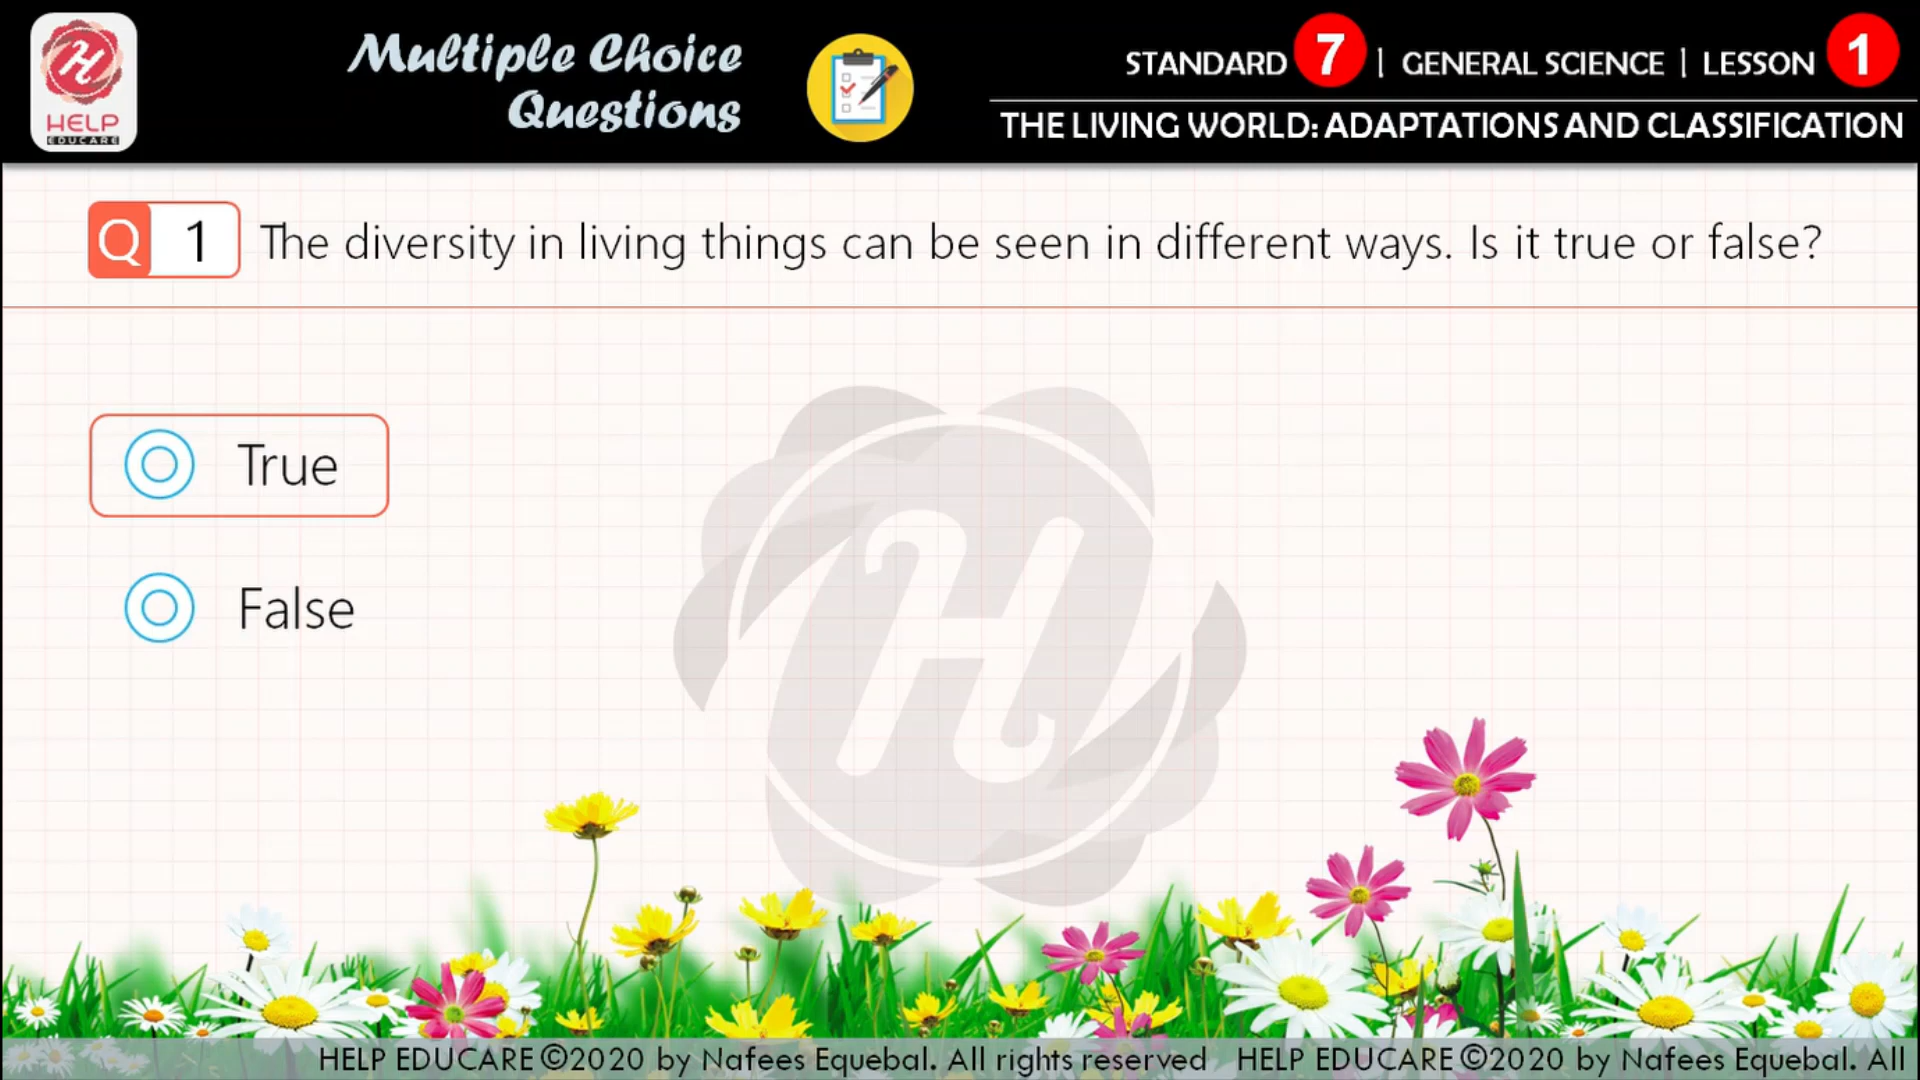 H
HELP
EDUCARE
Multiple Choice
Questions
STANDARD 7 | GENERAL SCIENCE | LESSON 1
THE LIVING WORLD: ADAPTATIONS AND CLASSIFICATION
Q 1 The diversity in living things can be seen in different ways. Is it true or false?
True
False
H
HELP EDUCARE ©2020 by Nafees Equebal. All rights reserved HELP EDUCARE ©2020 by Nafees Equebal. All